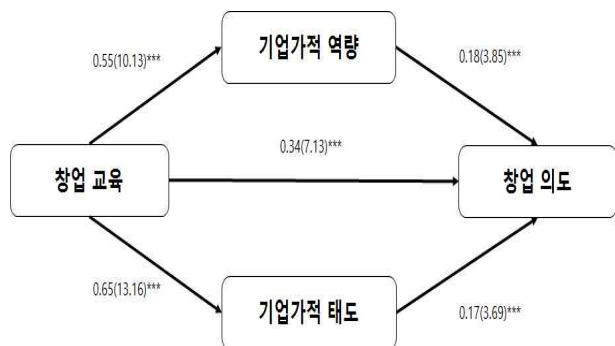 기업가적 역량
0.55(10.13)***
0.18(3.85)***
0.34(7.13)***
창업 교육
창업 의도
0.65(13.16)***
기업가적 태도
0.17(3.69)***